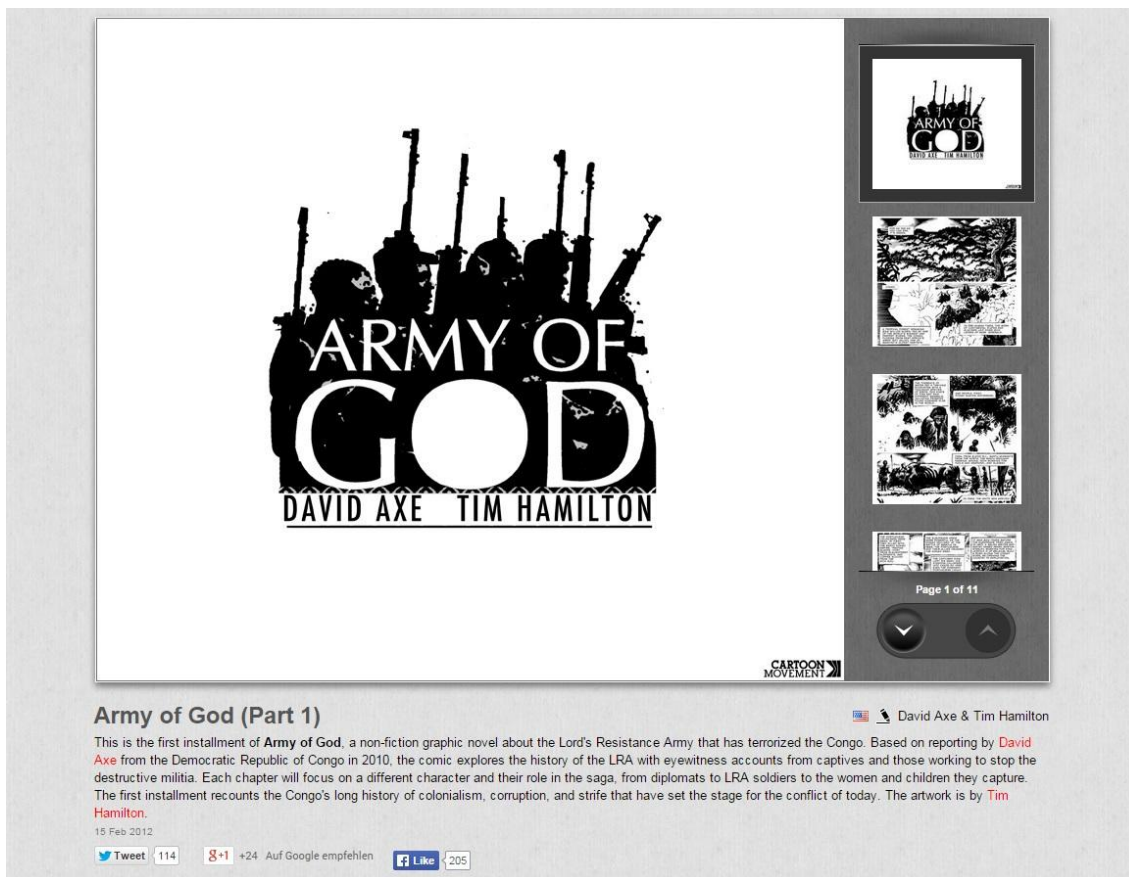 ARMY OF
GOD
DAVID AXE TIM HAMILTON
CARTOON
MOVEMENT
ARMY OF
GOD
DAVID AXE TIM HAMILTON
Page 1 of 11
Army of God (Part 1)
David Axe & Tim Hamilton
This is the first installment of Army of God, a non-fiction graphic novel about the Lord's Resistance Army that has terrorized the Congo. Based on reporting by David
Axe from the Democratic Republic of Congo in 2010, the comic explores the history of the LRA with eyewitness accounts from captives and those working to stop the
destructive militia. Each chapter will focus on a different character and their role in the saga, from diplomats to LRA soldiers to the women and children they capture.
The first installment recounts the Congo's long history of colonialism, corruption, and strife that have set the stage for the conflict of today. The artwork is by Tim
Hamilton.
15 Feb 2012
Tweet 114 g+1 +24 Auf Google empfehlen Like 205